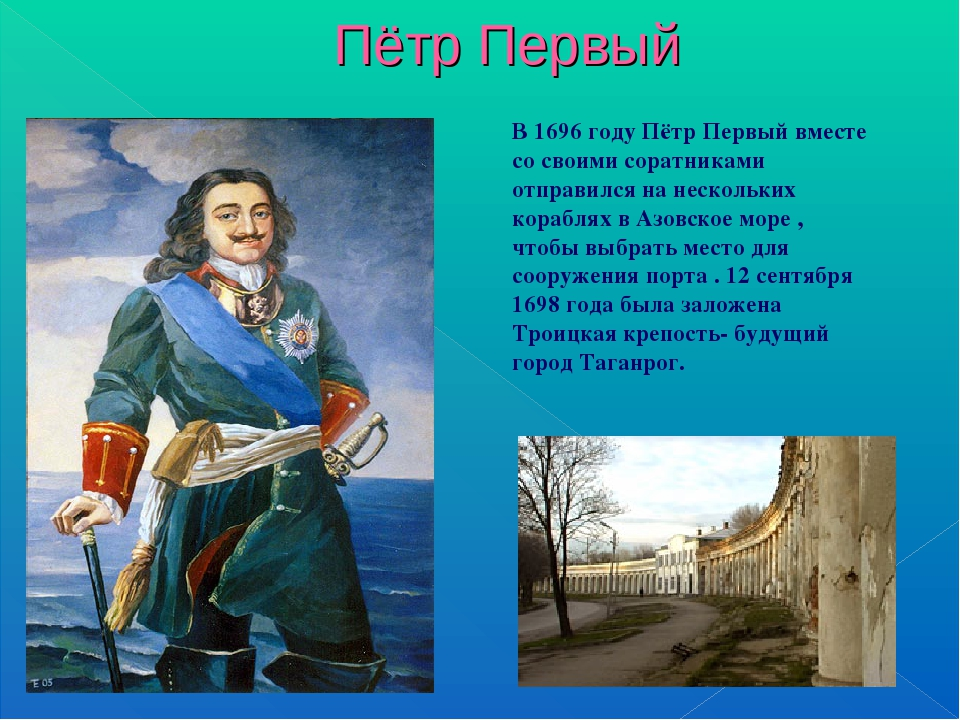 Пётр Первый
В 1696 году Пётр Первый вместе
со своими соратниками
отправился на нескольких
кораблях в Азовское море ,
чтобы выбрать место для
сооружения порта . 12 сентября
1698 года была заложена
Троицкая крепость- будущий
город Таганрог.
E 05